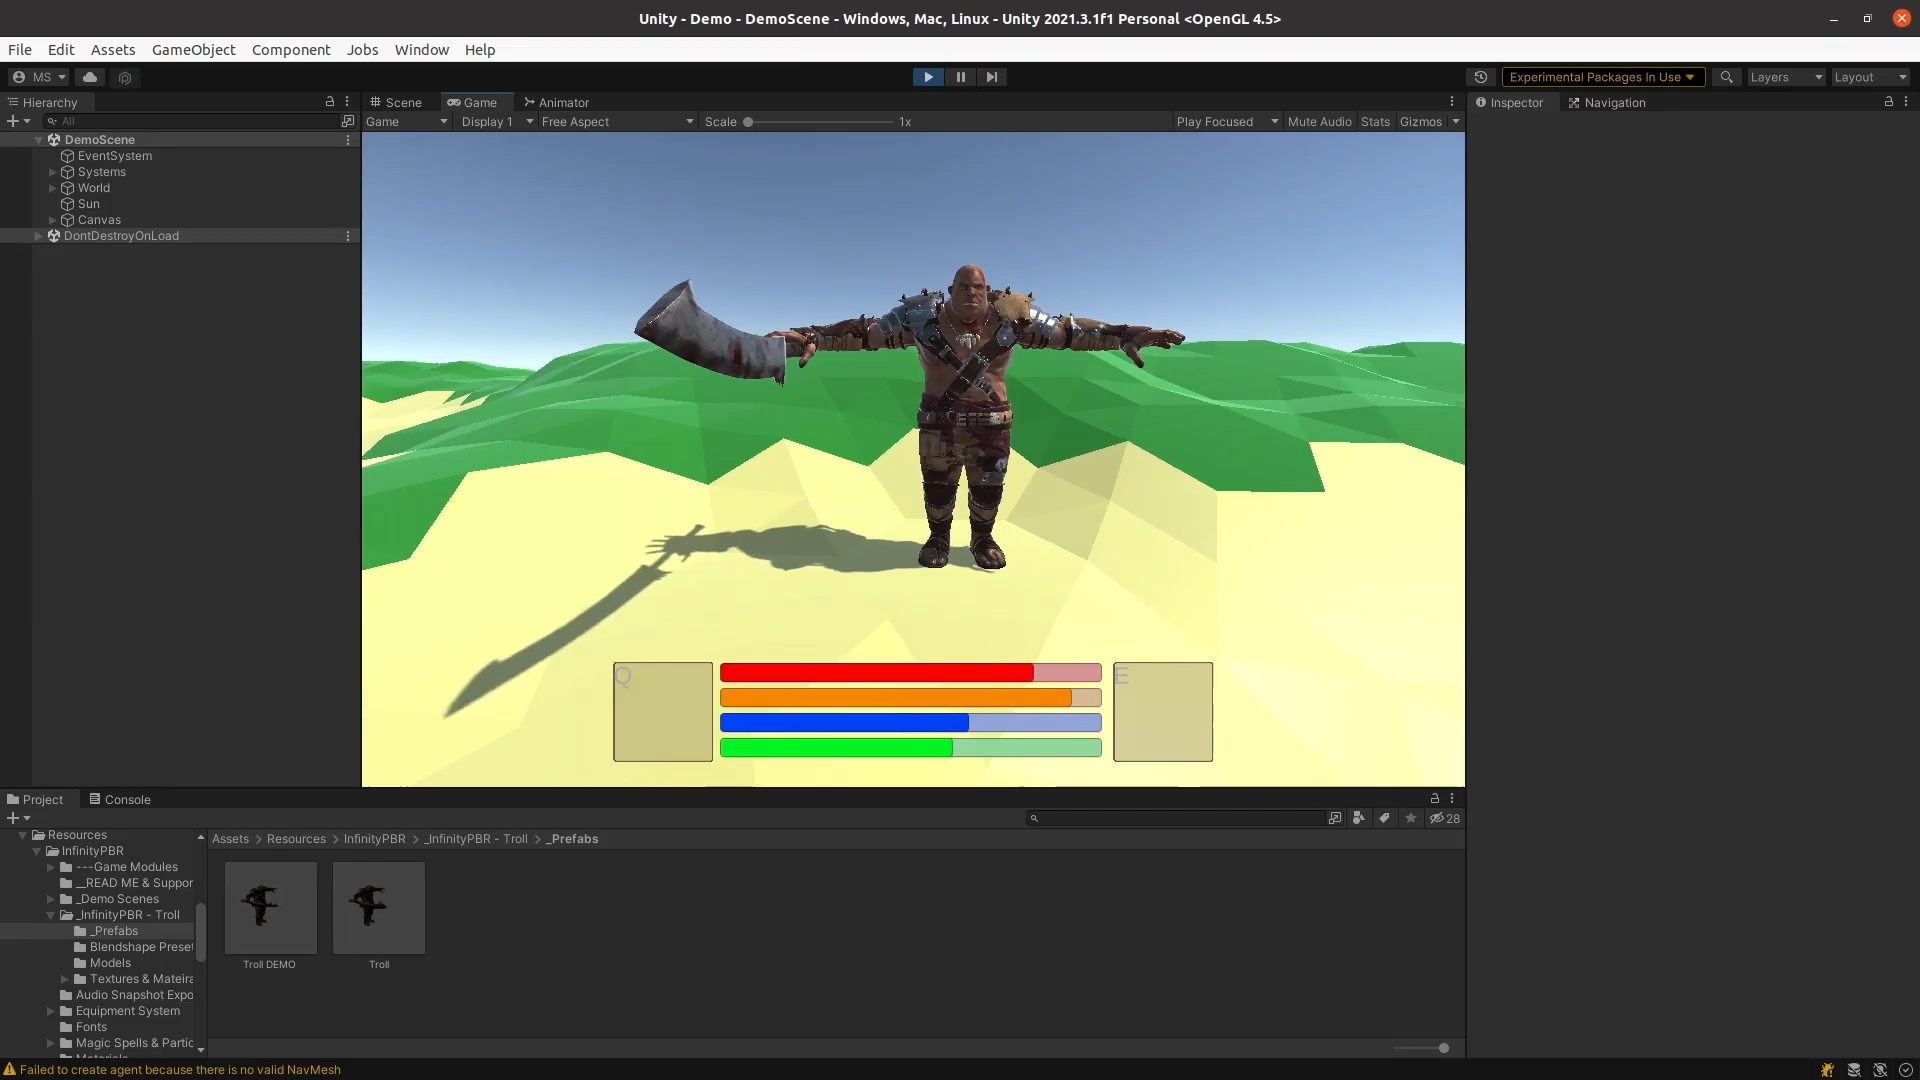 Unity - Demo - DemoScene - Windows, Mac, Linux - Unity 2021.3.1f1 Personal <OpenGL 4.5>
File Edit Assets GameObject Component Jobs Window Help
MS Experimental Packages In Use Layers Layout
Hierarchy Scene Game Animator Inspector Navigation
All Game Display 1 Free Aspect Scale 1x Play Focused Mute Audio Stats Gizmos
DemoScene
EventSystem
Systems
World
Sun
Canvas
DontDestroyOnLoad
Q E
Project Console
28
Resources
InfinityPBR
---Game Modules
__READ ME & Suppor
_Demo Scenes
_InfinityPBR - Troll
_Prefabs
Blendshape Preset
Models
Textures & Mateira
Audio Snapshot Expo
Equipment System
Fonts
Magic Spells & Partic
Assets > Resources > InfinityPBR > _InfinityPBR - Troll > _Prefabs
Troll DEMO Troll
Failed to create agent because there is no valid NavMesh